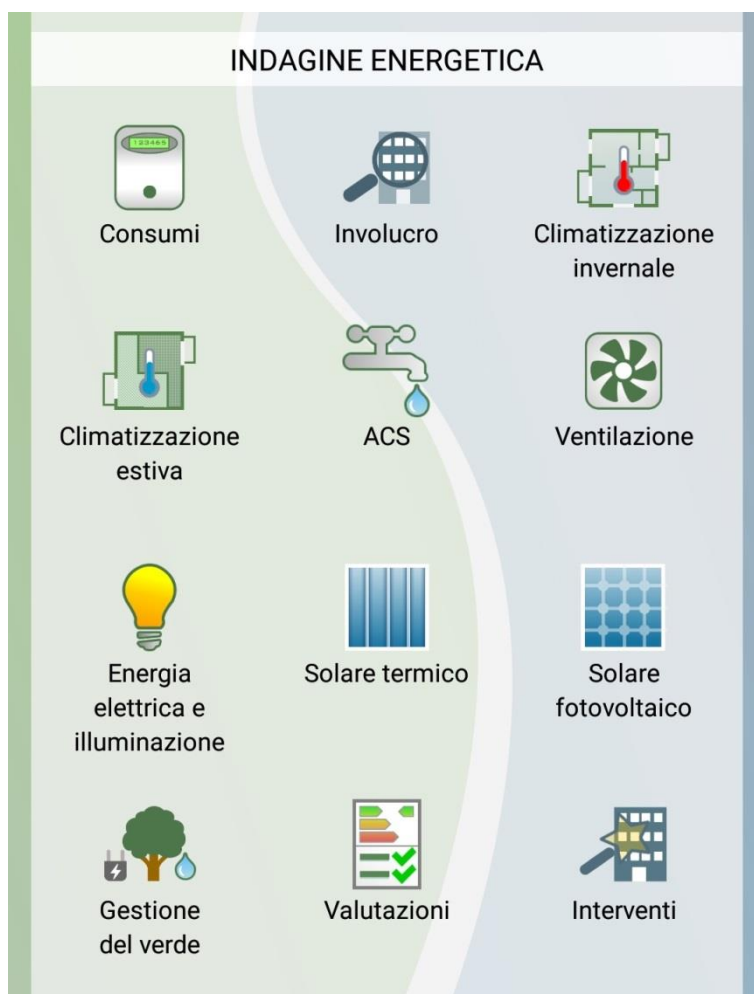 INDAGINE ENERGETICA
123465
Consumi
Involucro
Climatizzazione
invernale
Climatizzazione
estiva
ACS
Ventilazione
Energia
elettrica e
illuminazione
Solare termico
Solare
fotovoltaico
Gestione
del verde
Valutazioni
Interventi